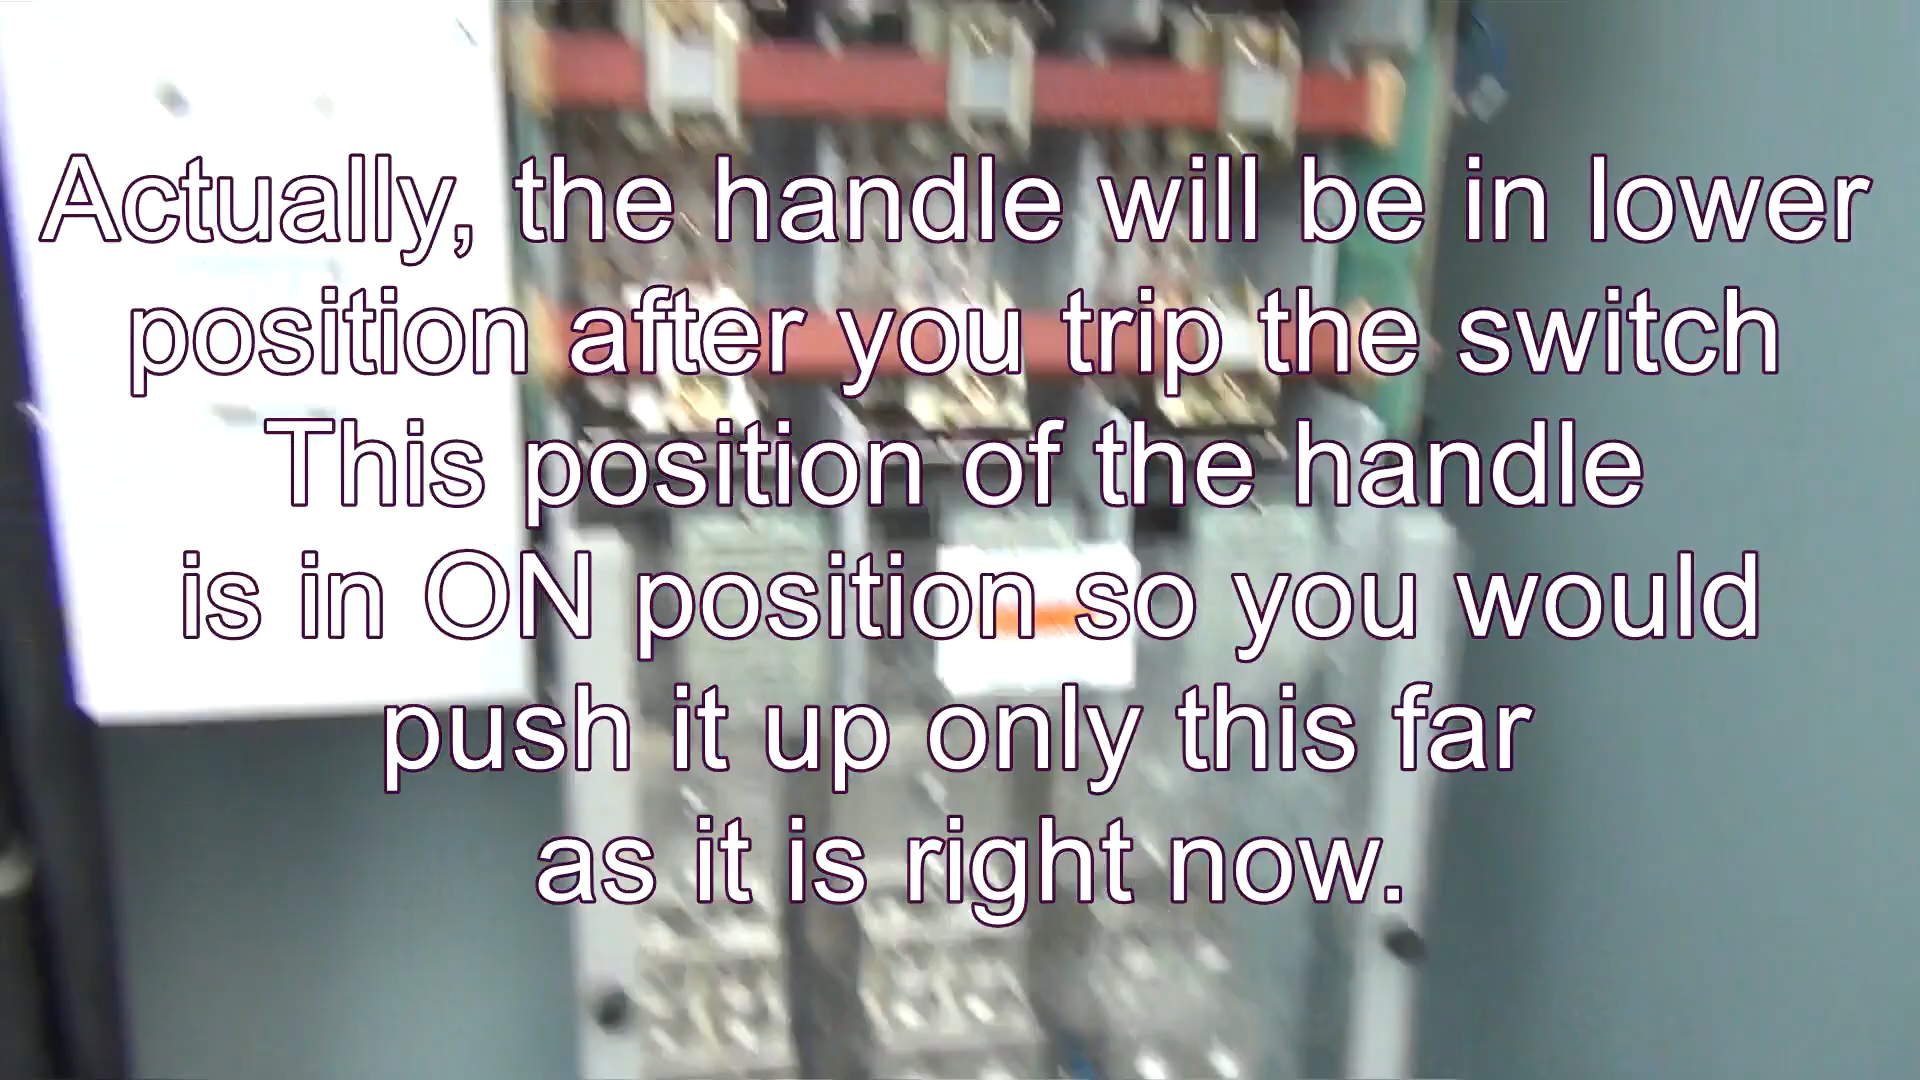 Actually, the handle will be in lower
position after you trip the switch
This position of the handle
is in ON position so you would
push it up only this far
as it is right now.